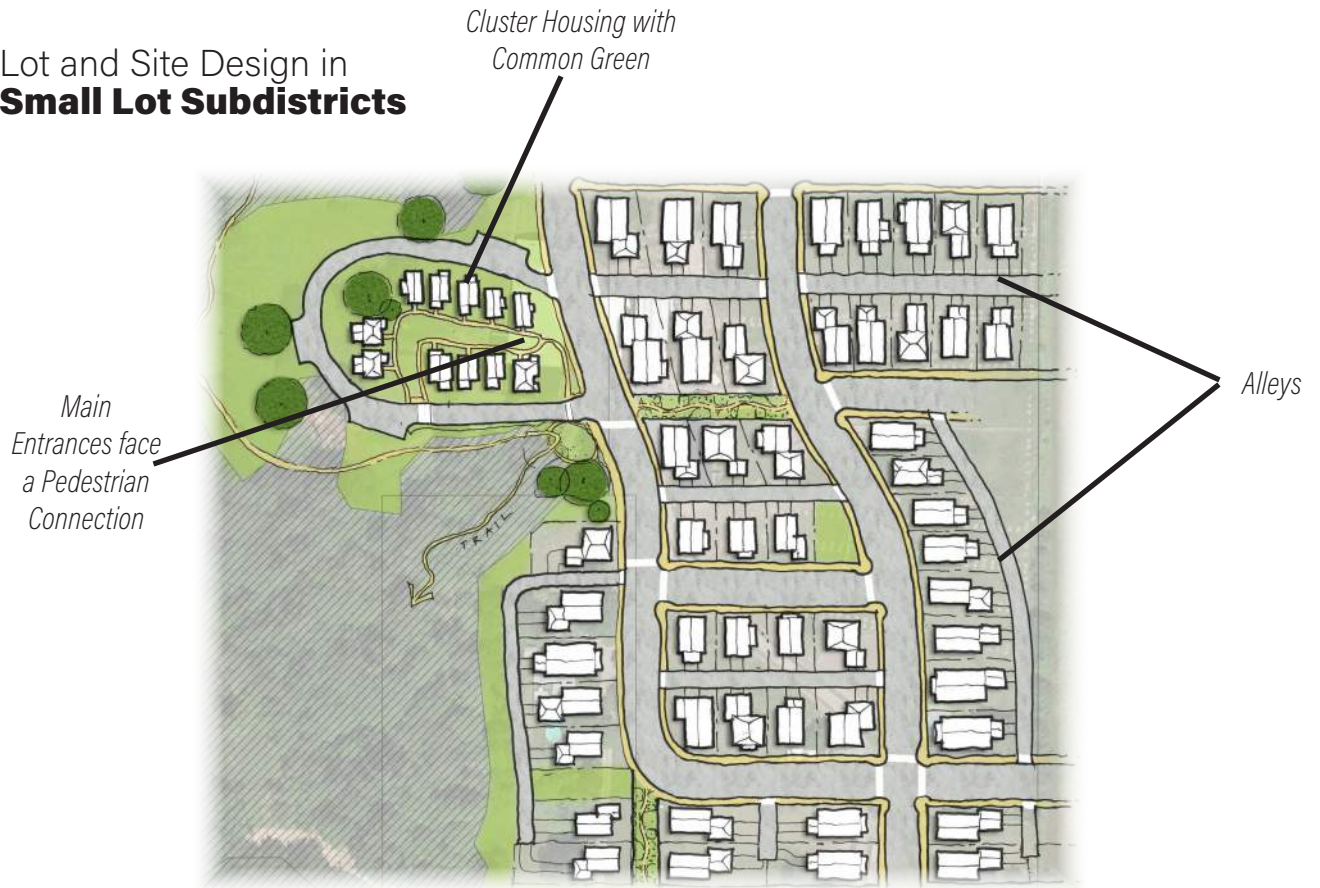 Lot and Site Design in
Small Lot Subdistricts
Cluster Housing with
Common Green
Main
Entrances face
a Pedestrian
Connection
Alleys
TRAIL